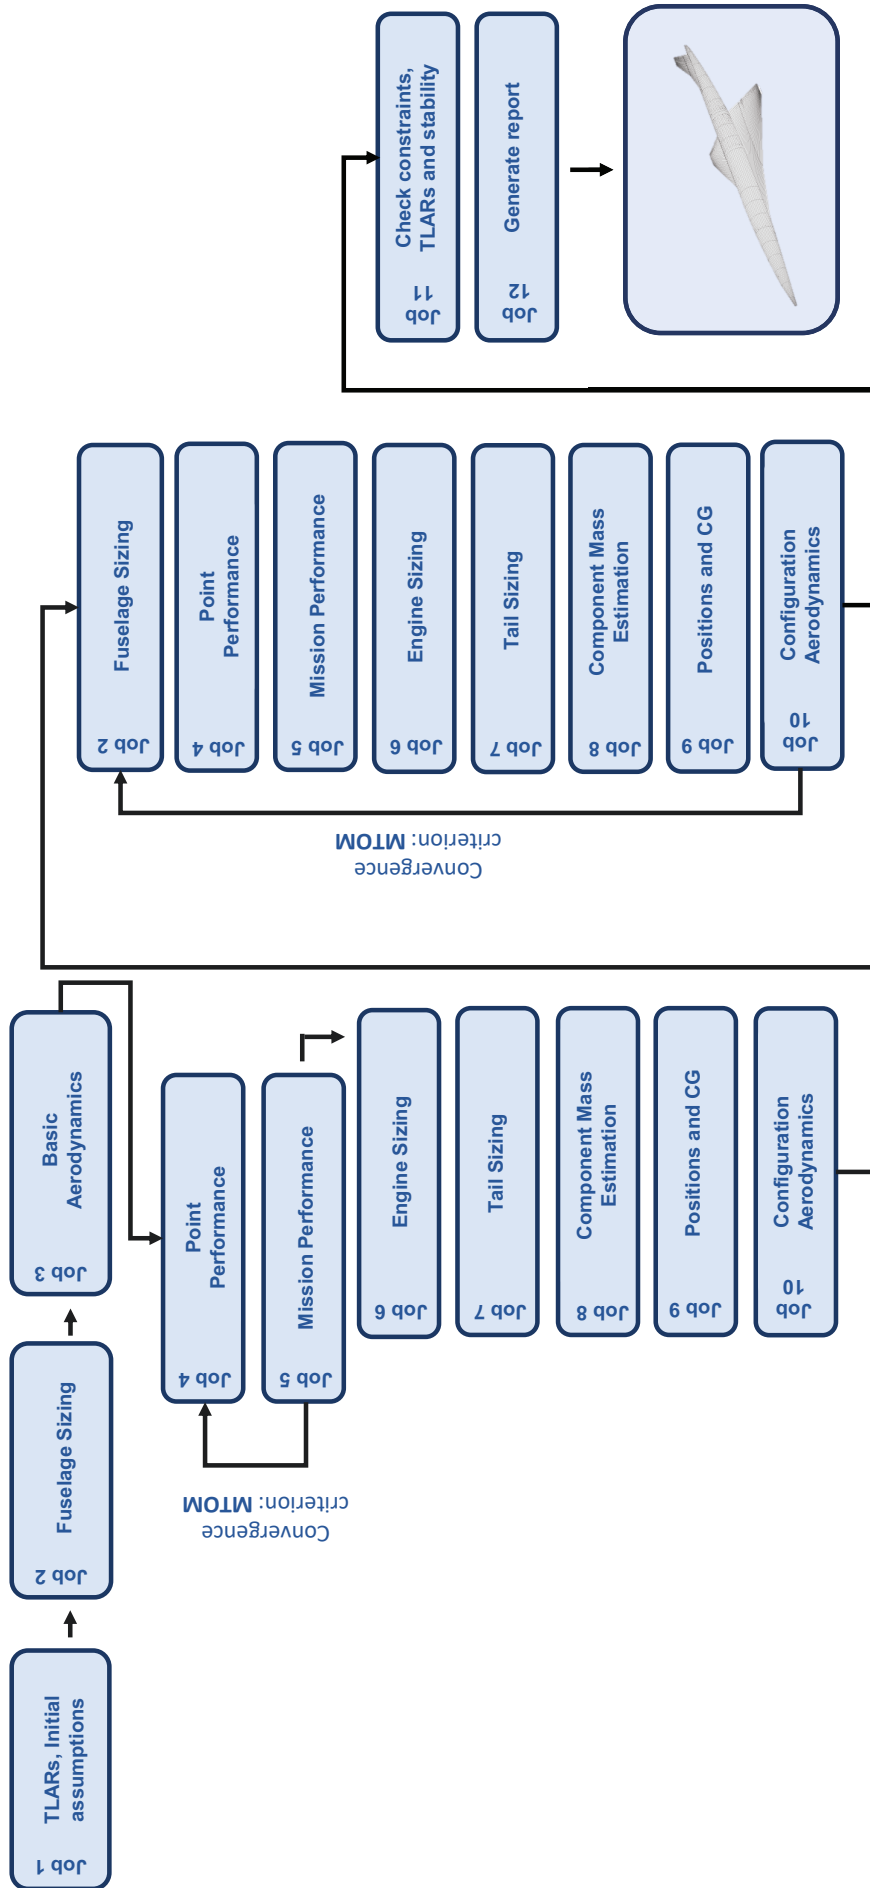 Job 1
TLARs, Initial
assumptions
Job 2
Fuselage Sizing
Job 3
Basic
Aerodynamics
Job 4
Point
Performance
Job 5
Mission Performance
Convergence
criterion: MTOM
Job 6
Engine Sizing
Job 7
Tail Sizing
Job 8
Component Mass
Estimation
Job 9
Positions and CG
Job
10
Configuration
Aerodynamics
Job 2
Fuselage Sizing
Job 4
Point
Performance
Job 5
Mission Performance
Job 6
Engine Sizing
Job 7
Tail Sizing
Job 8
Component Mass
Estimation
Job 9
Positions and CG
Job
10
Configuration
Aerodynamics
Convergence
criterion: MTOM
Job
11
Check constraints,
TLARs and stability
Job
12
Generate report